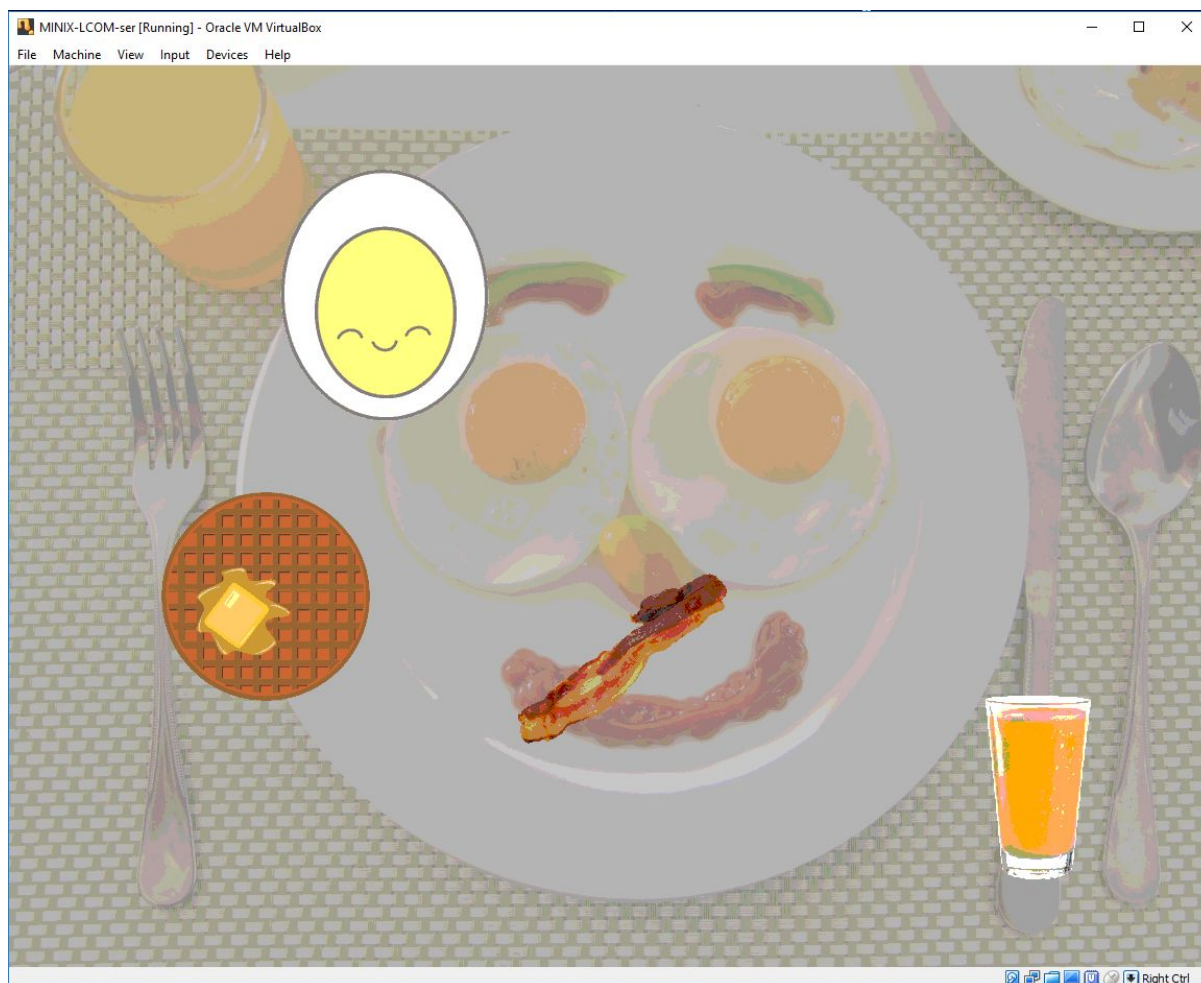 MINIX-LCOM-ser [Running] - Oracle VM VirtualBox
File Machine View Input Devices Help
Right Ctrl